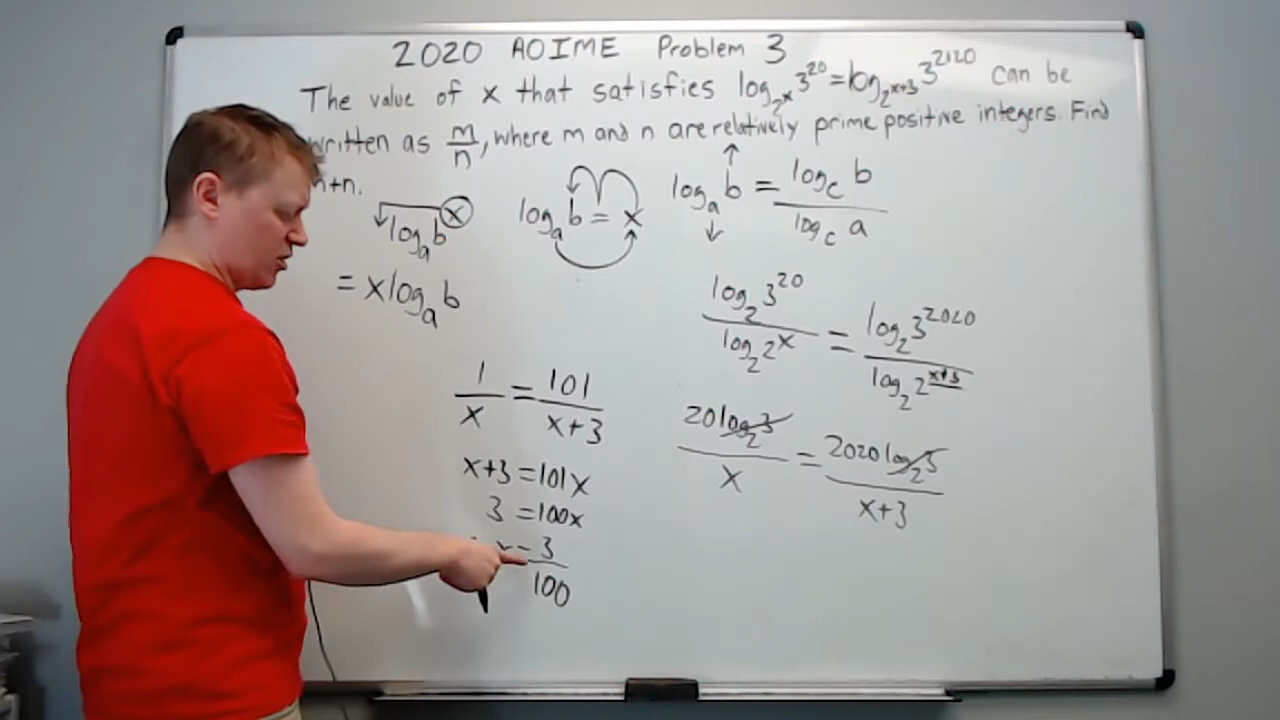 2020 AOIME Problem 3
The value of x that satisfies log_{2^x} 3^{20} = log_{2^{x+3}} 3^{2020} can be
written as m/n, where m and n are relatively prime positive integers. Find
m+n.
log_a b^x
= x log_a b
log_a b = x
log_a b = log_c b / log_c a
log_2 3^{20} / log_2 2^x = log_2 3^{2020} / log_2 2^{x+3}
20 log_2 3 / x = 2020 log_2 3 / x+3
1/x = 101/x+3
x+3 = 101x
3 = 100x
x = 3/100